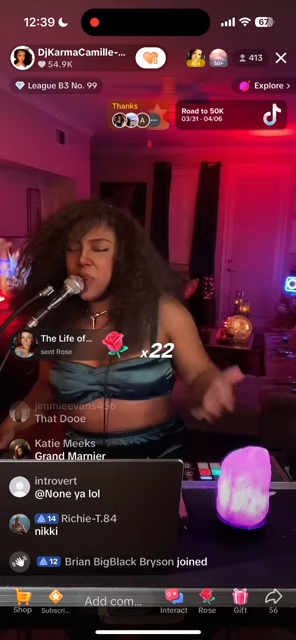 12:39
67
DjKarmaCamille-...
54.9K
50+
413
League B3 No. 99
Explore >
Thanks
A
Road to 50K
03/31 - 04/06
TikTok
The Life of...
sent Rose
x22
jimmieevans456
That Dooe
Katie Meeks
Grand Marnier
introvert
@None ya lol
14 Richie-T.84
nikki
12 Brian BigBlack Bryson joined
Shop
Subscri...
Add com...
Interact
Rose
Gift
56